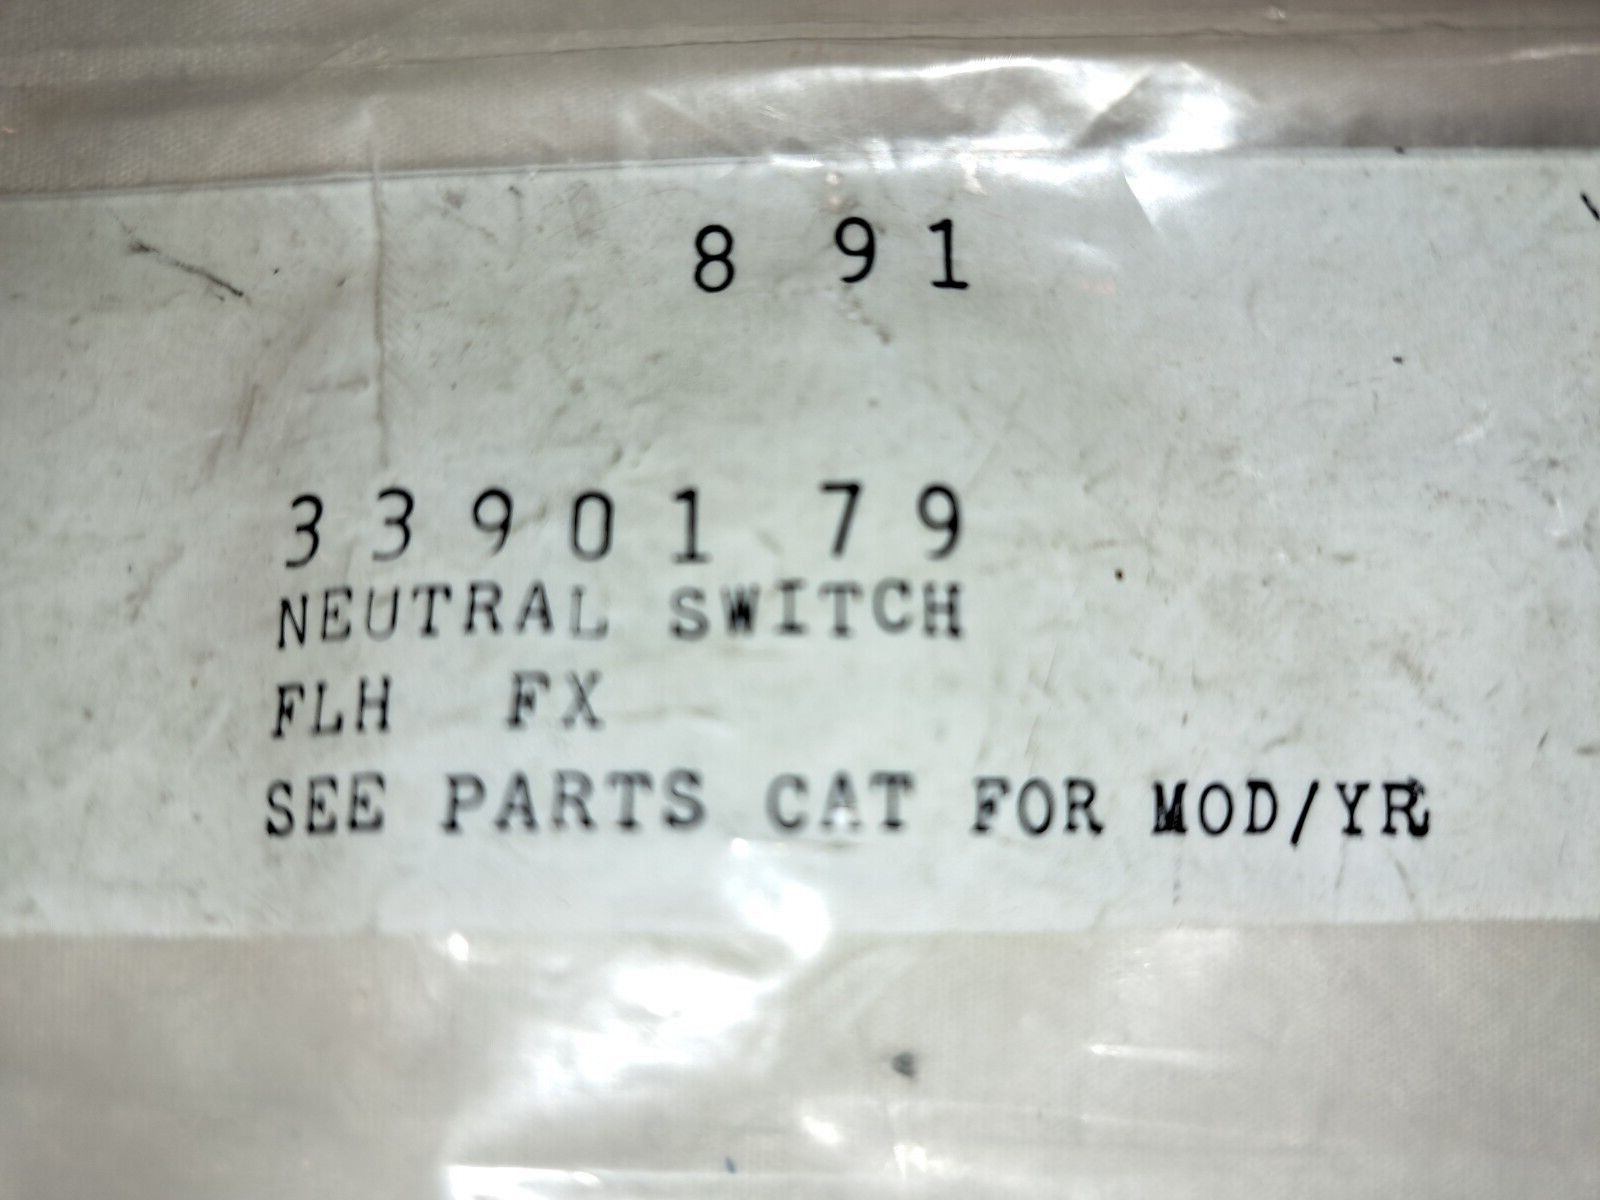 8 91
33901 79
NEUTRAL SWITCH
FLH FX
SEE PARTS CAT FOR MOD/YR